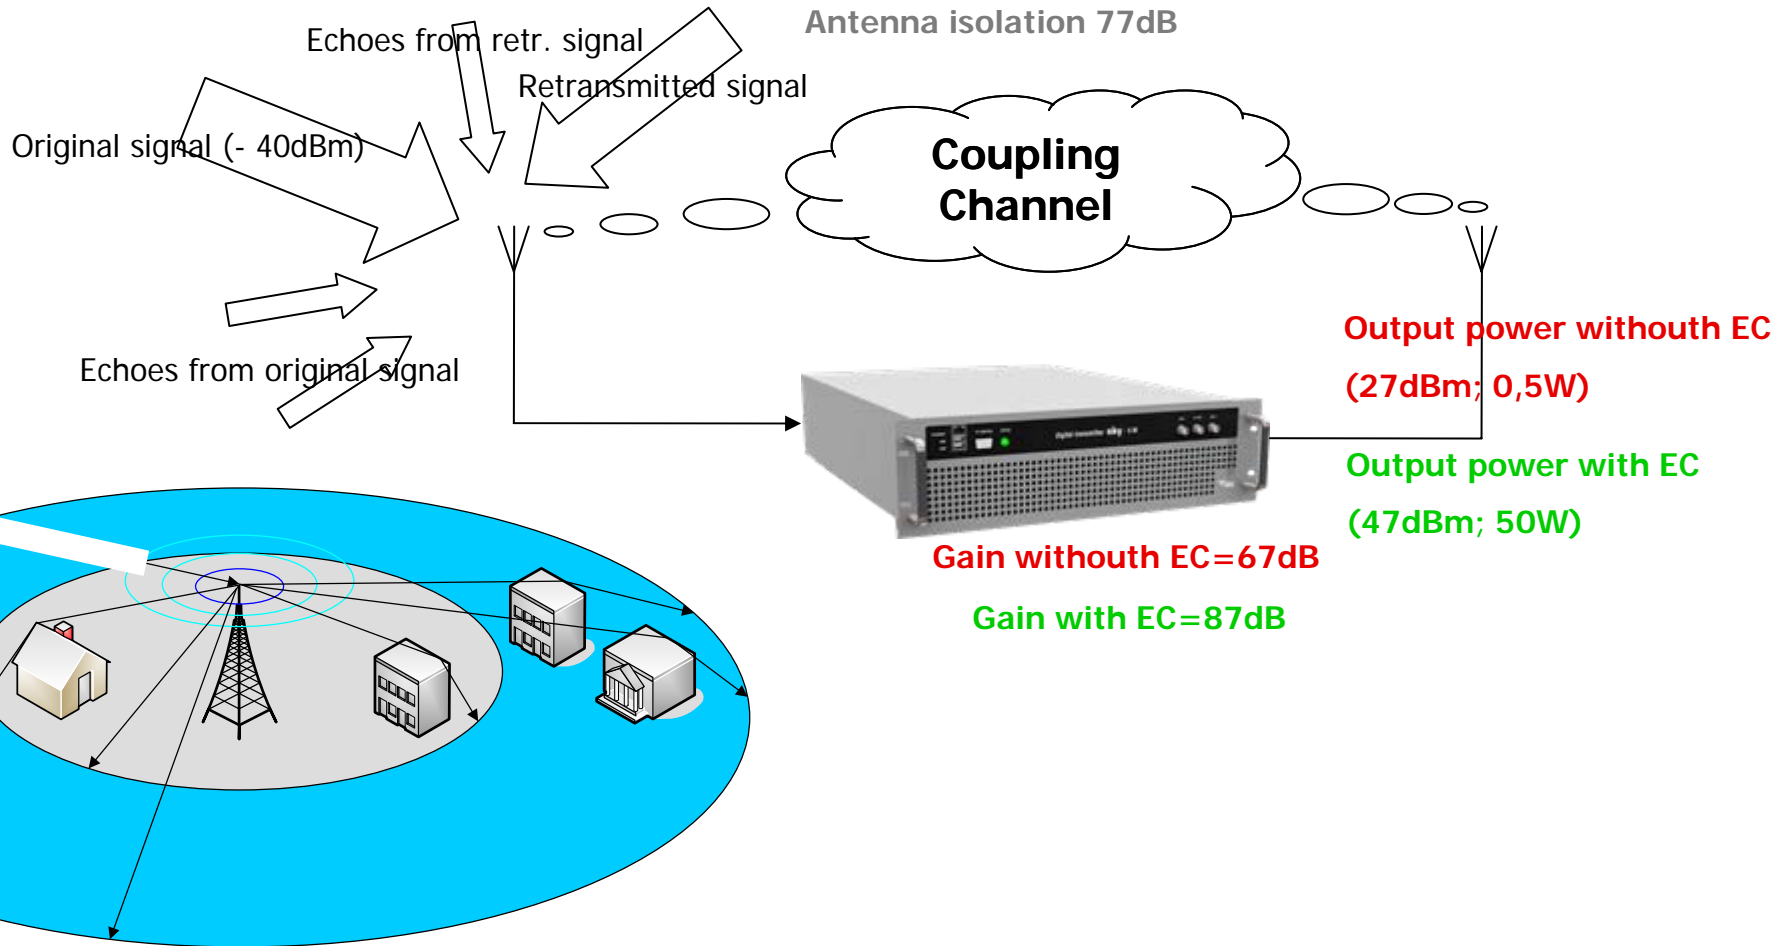 Antenna isolation 77dB
Echoes from retr. signal
Retransmitted signal
Original signal (- 40dBm)
Coupling
Channel
Echoes from original signal
Output power withouth EC
(27dBm; 0,5W)
Output power with EC
(47dBm; 50W)
Gain withouth EC=67dB
Gain with EC=87dB